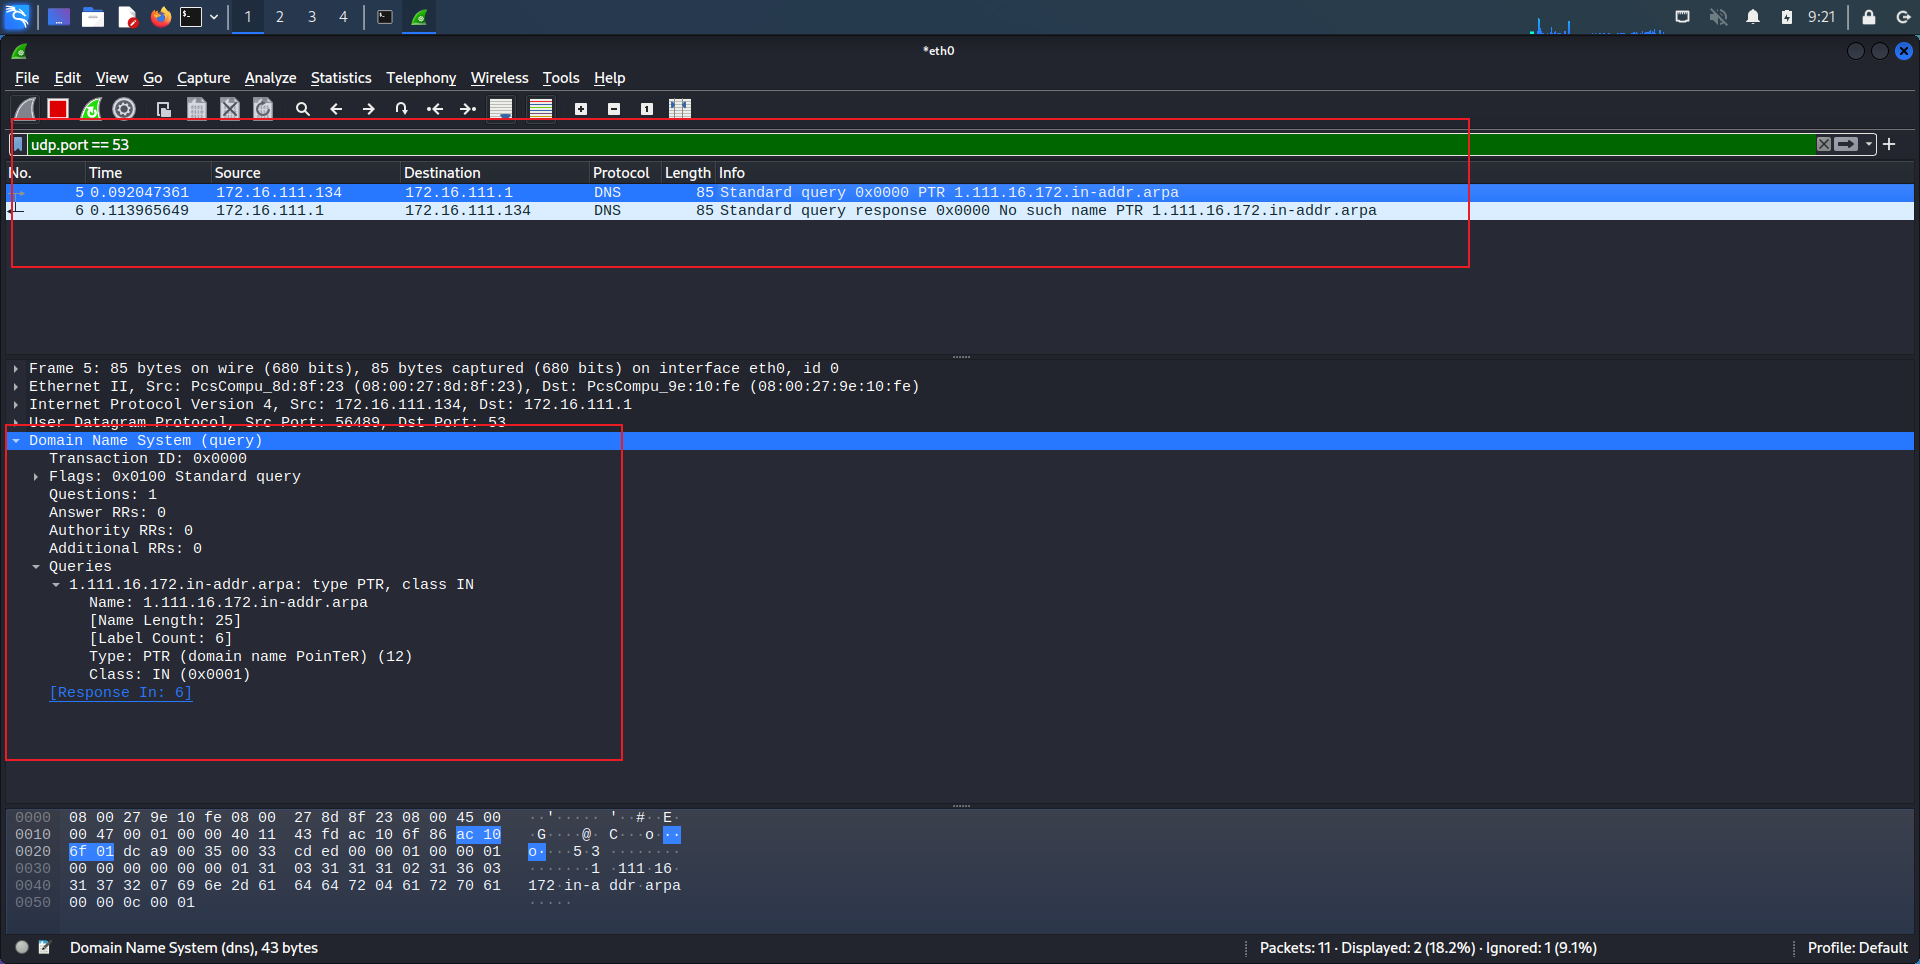 1 2 3 4 9:21
*eth0
File Edit View Go Capture Analyze Statistics Telephony Wireless Tools Help
udp.port == 53
No. Time Source Destination Protocol Length Info
5 0.092047361 172.16.111.134 172.16.111.1 DNS 85 Standard query 0x0000 PTR 1.111.16.172.in-addr.arpa
6 0.113965649 172.16.111.1 172.16.111.134 DNS 85 Standard query response 0x0000 No such name PTR 1.111.16.172.in-addr.arpa
Frame 5: 85 bytes on wire (680 bits), 85 bytes captured (680 bits) on interface eth0, id 0
Ethernet II, Src: PcsCompu_8d:8f:23 (08:00:27:8d:8f:23), Dst: PcsCompu_9e:10:fe (08:00:27:9e:10:fe)
Internet Protocol Version 4, Src: 172.16.111.134, Dst: 172.16.111.1
User Datagram Protocol, Src Port: 56489, Dst Port: 53
Domain Name System (query)
Transaction ID: 0x0000
Flags: 0x0100 Standard query
Questions: 1
Answer RRs: 0
Authority RRs: 0
Additional RRs: 0
Queries
1.111.16.172.in-addr.arpa: type PTR, class IN
Name: 1.111.16.172.in-addr.arpa
[Name Length: 25]
[Label Count: 6]
Type: PTR (domain name PoinTeR) (12)
Class: IN (0x0001)
[Response In: 6]
0000 08 00 27 9e 10 fe 08 00 27 8d 8f 23 08 00 45 00 ··'····· '··#··E·
0010 00 47 00 01 00 00 40 11 43 fd ac 10 6f 86 ac 10 ·G····@· C···o···
0020 6f 01 dc a9 00 35 00 33 cd ed 00 00 01 00 00 01 o····5·3 ········
0030 00 00 00 00 00 00 01 31 03 31 31 31 02 31 36 03 ·······1 ·111·16·
0040 31 37 32 07 69 6e 2d 61 64 64 72 04 61 72 70 61 172·in-a ddr·arpa
0050 00 00 0c 00 01 ·····
Domain Name System (dns), 43 bytes Packets: 11 · Displayed: 2 (18.2%) · Ignored: 1 (9.1%) Profile: Default